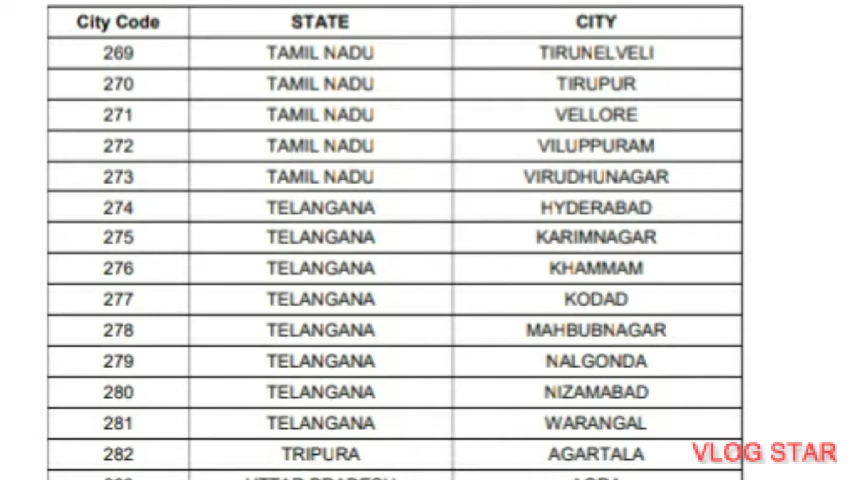 City Code STATE CITY
269 TAMIL NADU TIRUNELVELI
270 TAMIL NADU TIRUPUR
271 TAMIL NADU VELLORE
272 TAMIL NADU VILUPPURAM
273 TAMIL NADU VIRUDHUNAGAR
274 TELANGANA HYDERABAD
275 TELANGANA KARIMNAGAR
276 TELANGANA KHAMMAM
277 TELANGANA KODAD
278 TELANGANA MAHBUBNAGAR
279 TELANGANA NALGONDA
280 TELANGANA NIZAMABAD
281 TELANGANA WARANGAL
282 TRIPURA AGARTALA
VLOG STAR